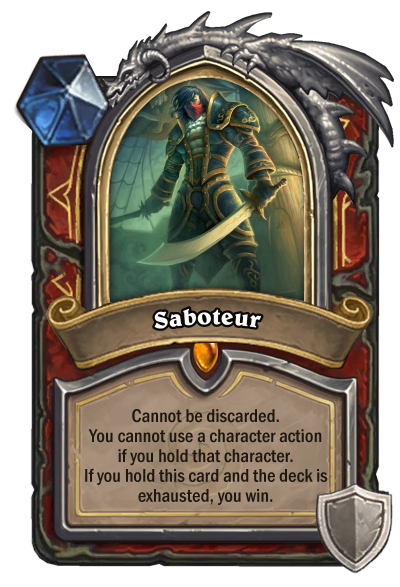 Saboteur
Cannot be discarded.
You cannot use a character action
if you hold that character.
If you hold this card and the deck is
exhausted, you win.